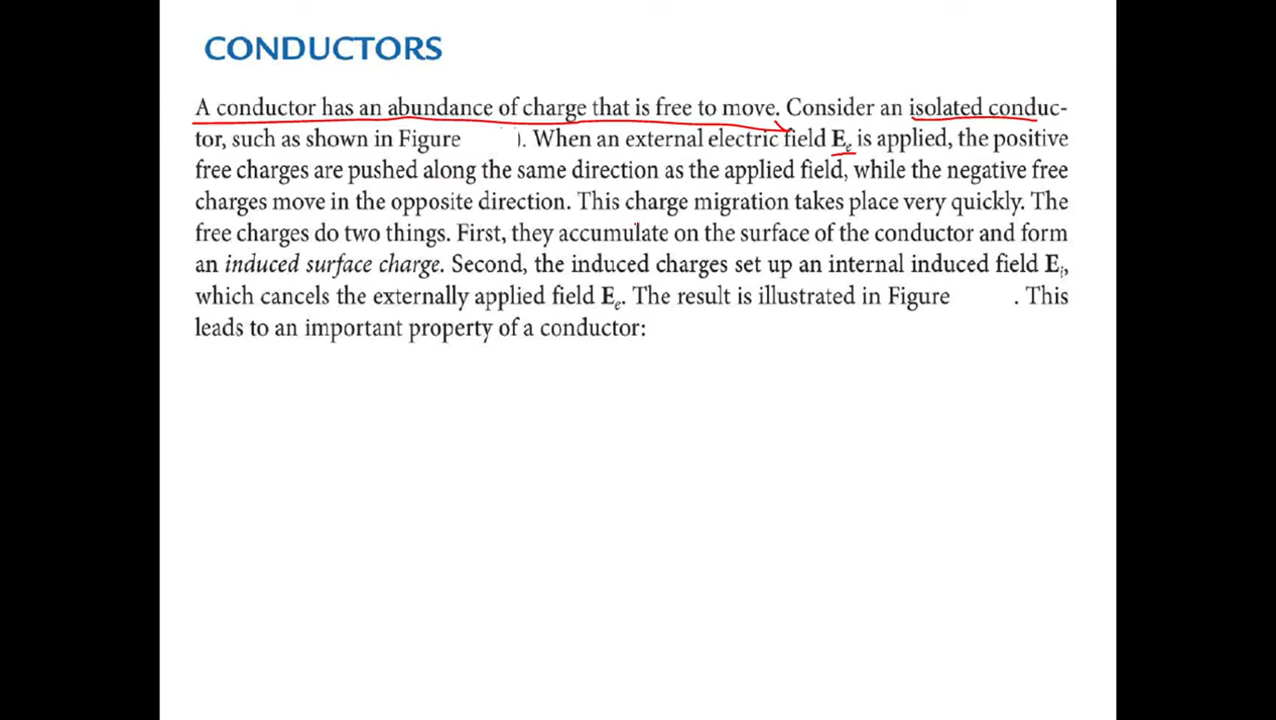 CONDUCTORS
A conductor has an abundance of charge that is free to move. Consider an isolated conduc-
tor, such as shown in Figure ). When an external electric field Eₑ is applied, the positive
free charges are pushed along the same direction as the applied field, while the negative free
charges move in the opposite direction. This charge migration takes place very quickly. The
free charges do two things. First, they accumulate on the surface of the conductor and form
an induced surface charge. Second, the induced charges set up an internal induced field Eᵢ,
which cancels the externally applied field Eₑ. The result is illustrated in Figure . This
leads to an important property of a conductor: